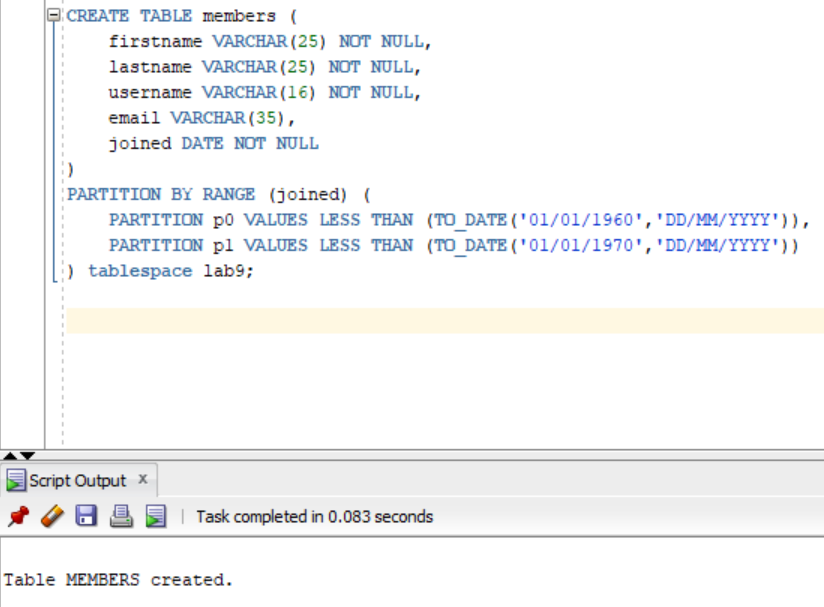 CREATE TABLE members (
    firstname VARCHAR(25) NOT NULL,
    lastname VARCHAR(25) NOT NULL,
    username VARCHAR(16) NOT NULL,
    email VARCHAR(35),
    joined DATE NOT NULL
)
PARTITION BY RANGE (joined) (
    PARTITION p0 VALUES LESS THAN (TO_DATE('01/01/1960','DD/MM/YYYY')),
    PARTITION p1 VALUES LESS THAN (TO_DATE('01/01/1970','DD/MM/YYYY'))
) tablespace lab9;
Script Output x
Task completed in 0.083 seconds
Table MEMBERS created.